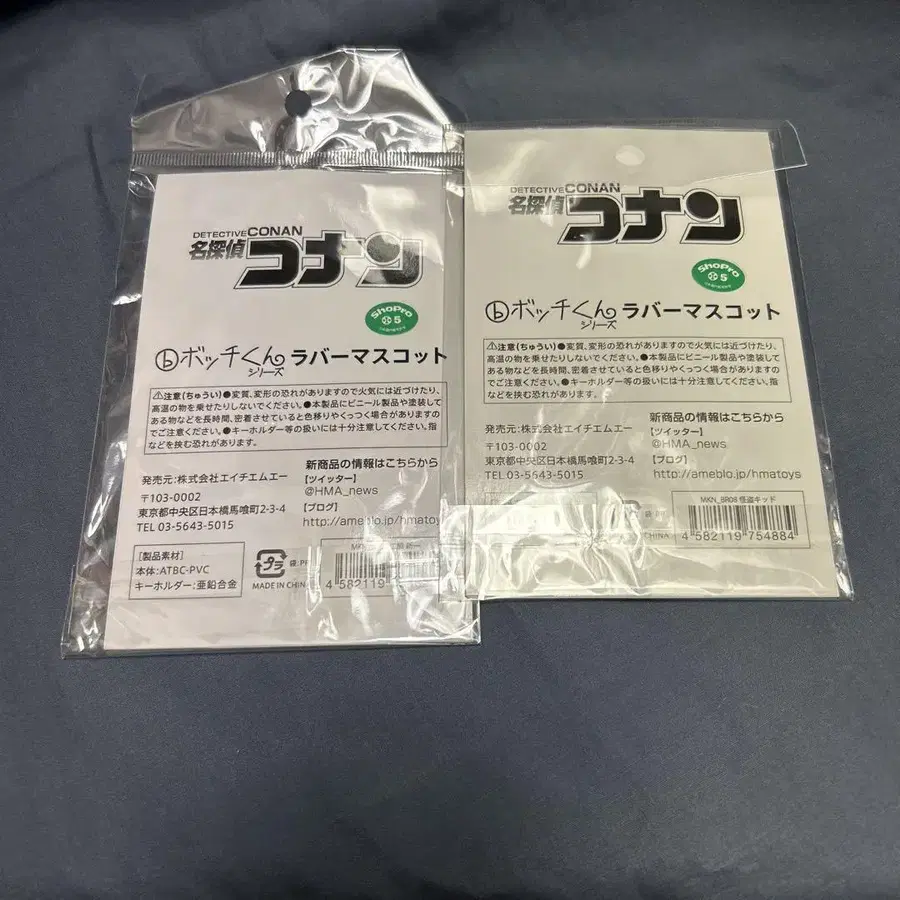 DETECTIVE CONAN
名探偵コナン
ShoPro
5
ⓑボッチくんシリーズ ラバーマスコット
⚠注意(ちゅうい)●変質、変形の恐れがありますので火気には近づけたり、
高温の物を乗せたりしないでください。●本製品にビニール製品や塗装して
ある物などを長時間、密着させていると色移りやくっつく場合がありますの
でご注意ください。●キーホルダー等の扱いには十分注意してください。指
などを挟む恐れがあります。
発売元:株式会社エイチエムエー
〒103-0002
東京都中央区日本橋馬喰町2-3-4
TEL 03-5643-5015
新商品の情報はこちらから
【ツイッター】
@HMA_news
【ブログ】
http://ameblo.jp/hmatoy
[製品素材]
本体:ATBC-PVC
キーホルダー:亜鉛合金
プラ
MADE IN CHINA
4 582119
DETECTIVE CONAN
名探偵コナン
ShoPro
5
ⓑボッチくんシリーズ ラバーマスコット
⚠注意(ちゅうい)●変質、変形の恐れがありますので火気には近づけたり、
高温の物を乗せたりしないでください。●本製品にビニール製品や塗装して
ある物などを長時間、密着させていると色移りやくっつく場合がありますの
でご注意ください。●キーホルダー等の扱いには十分注意してください。指
などを挟む恐れがあります。
発売元:株式会社エイチエムエー
〒103-0002
東京都中央区日本橋馬喰町2-3-4
TEL 03-5643-5015
新商品の情報はこちらから
【ツイッター】
@HMA_news
【ブログ】
http://ameblo.jp/hmatoys
MKN_BR08 怪盗キッド
CHINA
4 582119 754884